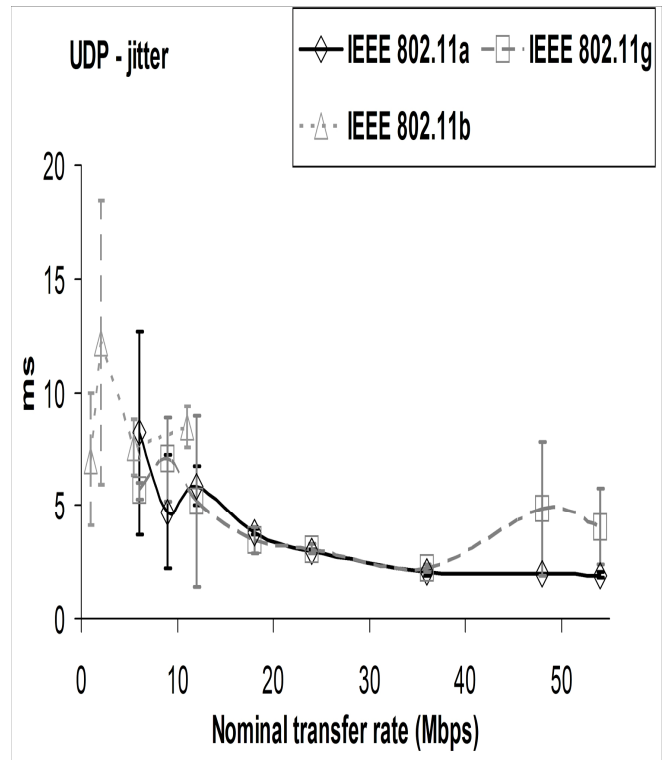 UDP - jitter
IEEE 802.11a IEEE 802.11g
IEEE 802.11b
20
15
10
5
0
ms
0 10 20 30 40 50
Nominal transfer rate (Mbps)